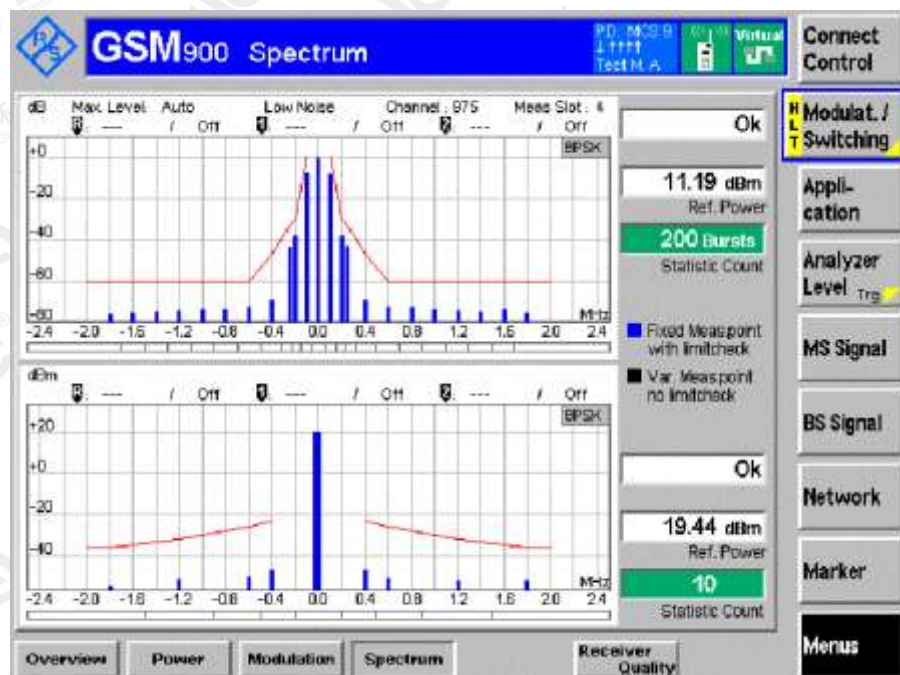 R&S
GSM900 Spectrum
P.D. MCS 9
Test M. A
Virtual
Connect Control
dB Max. Level: Auto Low Noise Channel: 975 Meas Slot: 4
--- / Off --- / Off --- / Off
BPSK
+0
-20
-40
-60
-80
MHz
-2.4 -2.0 -1.6 -1.2 -0.8 -0.4 0.0 0.4 0.8 1.2 1.6 2.0 2.4
Ok
11.19 dBm
Ref. Power
200 Bursts
Statistic Count
Fixed Measpoint
with limitcheck
Var. Measpoint
no limitcheck
dBm
--- / Off --- / Off --- / Off
BPSK
+20
+0
-20
-40
MHz
-2.4 -2.0 -1.6 -1.2 -0.8 -0.4 0.0 0.4 0.8 1.2 1.6 2.0 2.4
Ok
19.44 dBm
Ref. Power
10
Statistic Count
HLT
Modulat. /
Switching
Appli-
cation
Analyzer
Level Trg
MS Signal
BS Signal
Network
Marker
Menus
Overview Power Modulation Spectrum Receiver
Quality